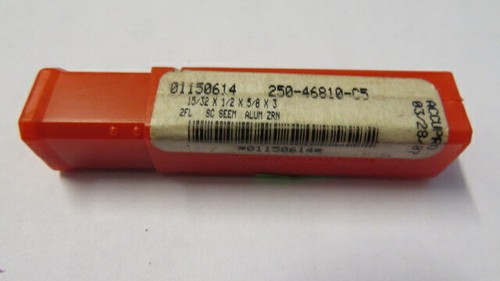 01150614 250-46810-C5
15/32 X 1/2 X 5/8 X 3
2FL SC SEEM ALUM ZRN
*01150614*